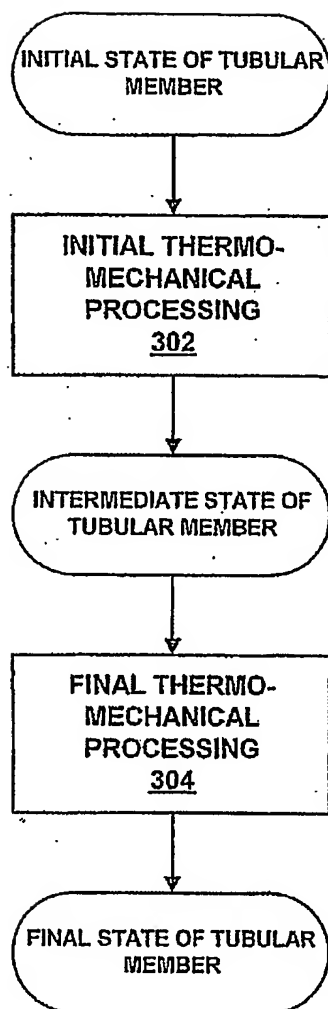 INITIAL STATE OF TUBULAR
MEMBER
INITIAL THERMO-
MECHANICAL
PROCESSING
302
INTERMEDIATE STATE OF
TUBULAR MEMBER
FINAL THERMO-
MECHANICAL
PROCESSING
304
FINAL STATE OF TUBULAR
MEMBER